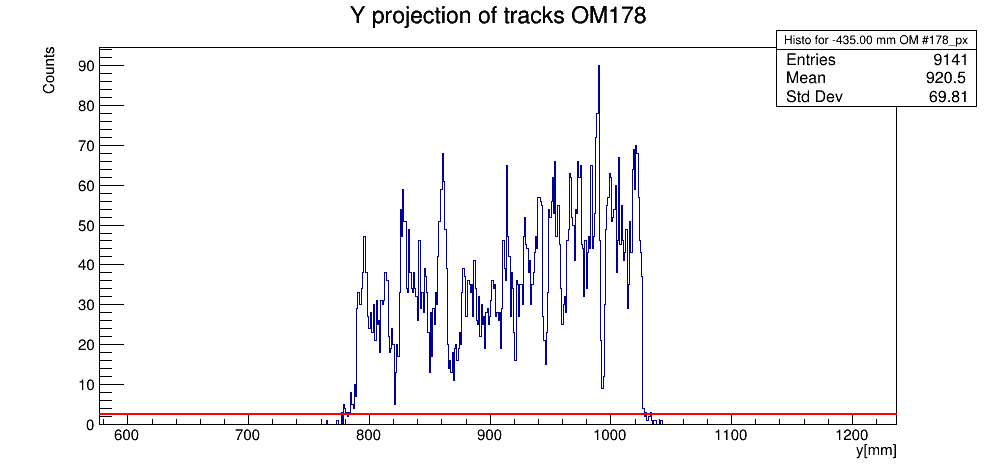 Y projection of tracks OM178
Histo for -435.00 mm OM #178_px
Entries 9141
Mean 920.5
Std Dev 69.81
Counts
90
80
70
60
50
40
30
20
10
0
600 700 800 900 1000 1100 1200
y[mm]